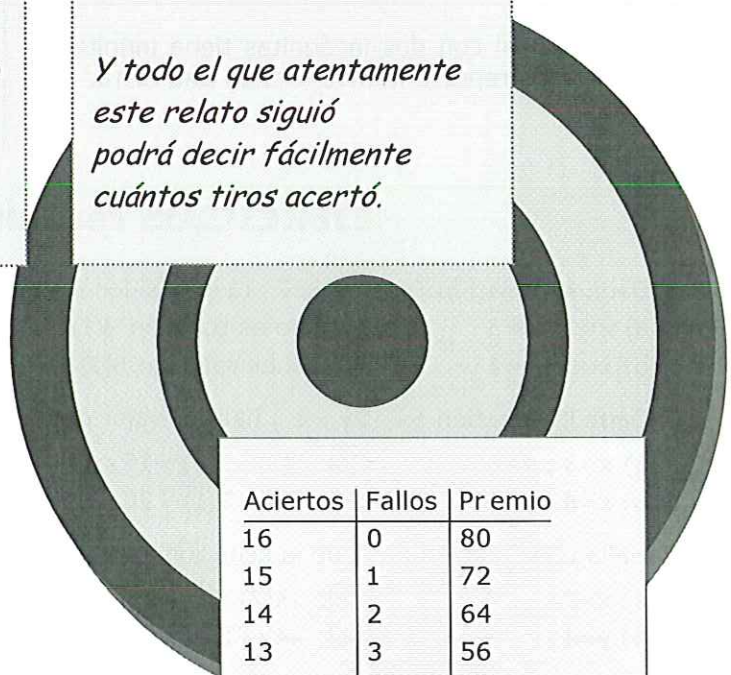 Y todo el que atentamente
este relato siguió
podrá decir fácilmente
cuántos tiros acertó.
Aciertos Fallos Pr emio
16 0 80
15 1 72
14 2 64
13 3 56